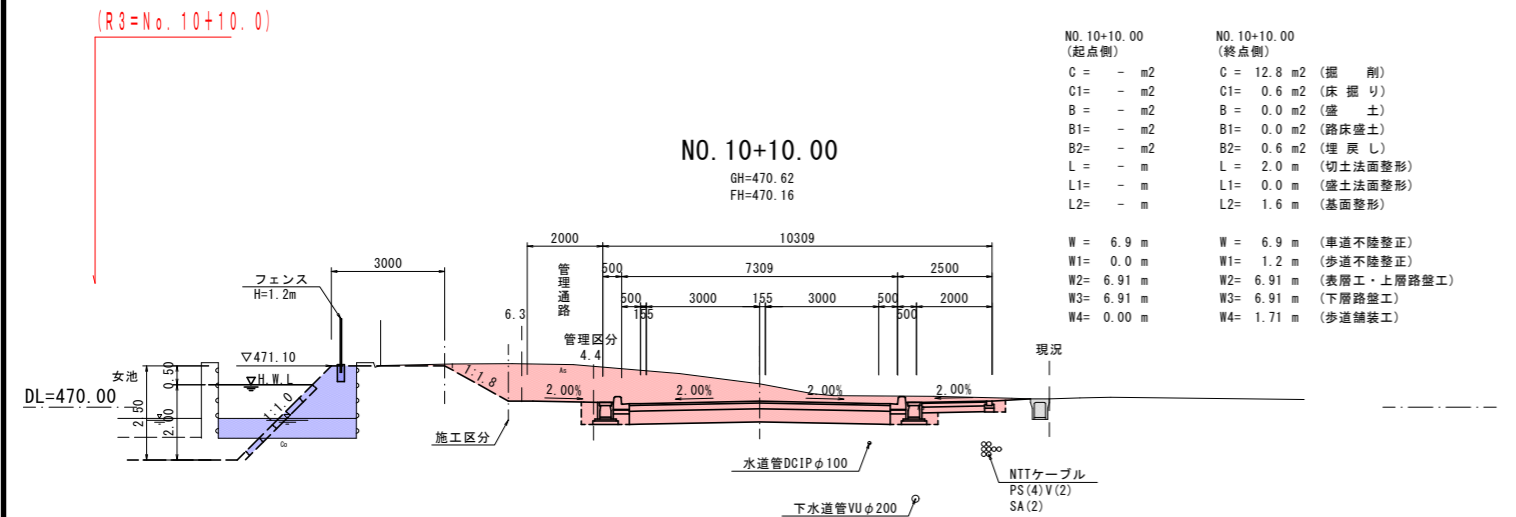 (R3=No.10+10.0)
NO.10+10.00 NO.10+10.00
(起点側) (終点側)
C = - m2 C = 12.8 m2 (掘 削)
C1= - m2 C1= 0.6 m2 (床 掘 り)
B = - m2 B = 0.0 m2 (盛 土)
B1= - m2 B1= 0.0 m2 (路床盛土)
B2= - m2 B2= 0.6 m2 (埋 戻 し)
L = - m L = 2.0 m (切土法面整形)
L1= - m L1= 0.0 m (盛土法面整形)
L2= - m L2= 1.6 m (基面整形)
W = 6.9 m W = 6.9 m (車道不陸整正)
W1= 0.0 m W1= 1.2 m (歩道不陸整正)
W2= 6.91 m W2= 6.91 m (表層工・上層路盤工)
W3= 6.91 m W3= 6.91 m (下層路盤工)
W4= 0.00 m W4= 1.71 m (歩道舗装工)
NO.10+10.00
GH=470.62
FH=470.16
2000 10309
3000 管理通路 500 7309 2500
フェンス
H=1.2m
500 155 3000 155 3000 500 500 2000
6.3
管理区分
4.4
現況
▽471.10
女池
0.50
H.W.L
As
1:1.8
1:1.0
2.00% 2.00% 2.00% 2.00%
DL=470.00
2.50
2.00
Co
施工区分
水道管DCIPφ100
NTTケーブル
PS(4)V(2)
SA(2)
下水道管VUφ200